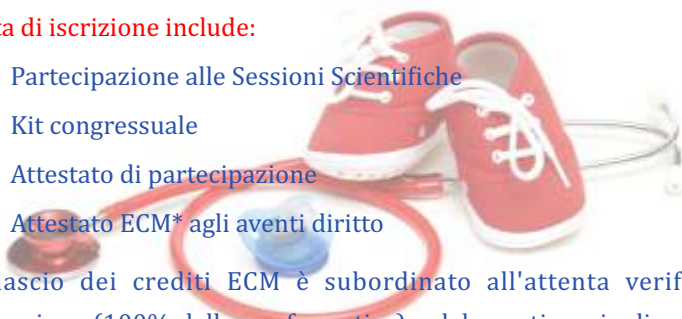 ta di iscrizione include:
Partecipazione alle Sessioni Scientifiche
Kit congressuale
Attestato di partecipazione
Attestato ECM* agli aventi diritto
lascio dei crediti ECM è subordinato all'attenta verif